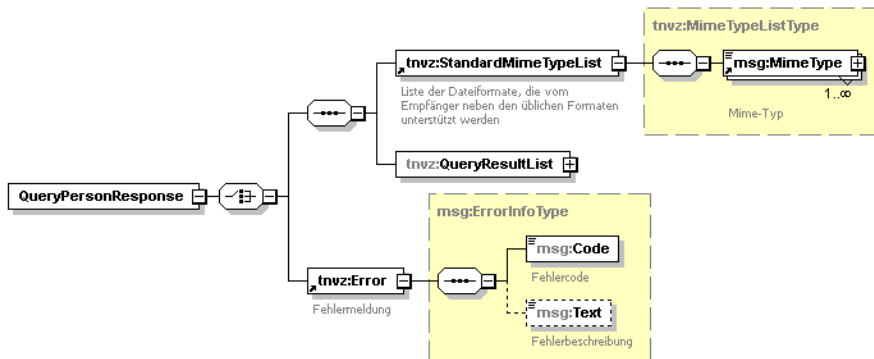 tnvz:MimeTypeListType
tnvz:StandardMimeTypeList
msg:MimeType
1..∞
Liste der Dateiformate, die vom
Empfänger neben den üblichen Formaten
unterstützt werden
Mime-Typ
tnvz:QueryResultList
QueryPersonResponse
msg:ErrorInfoType
msg:Code
Fehlercode
tnvz:Error
Fehlermeldung
msg:Text
Fehlerbeschreibung